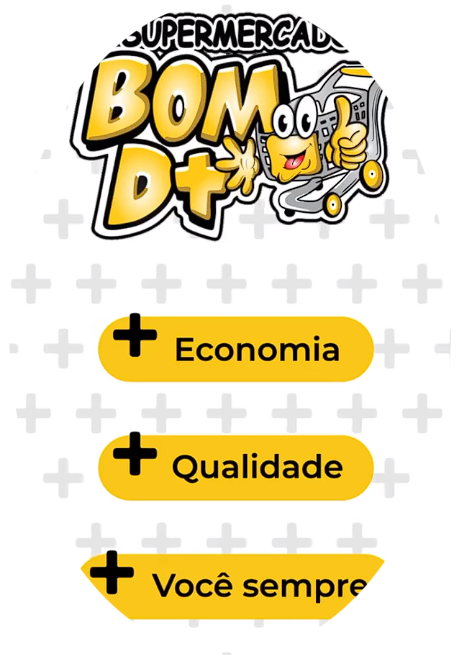 SUPERMERCADO
BOM
D+
+ Economia
+ Qualidade
+ Você sempre